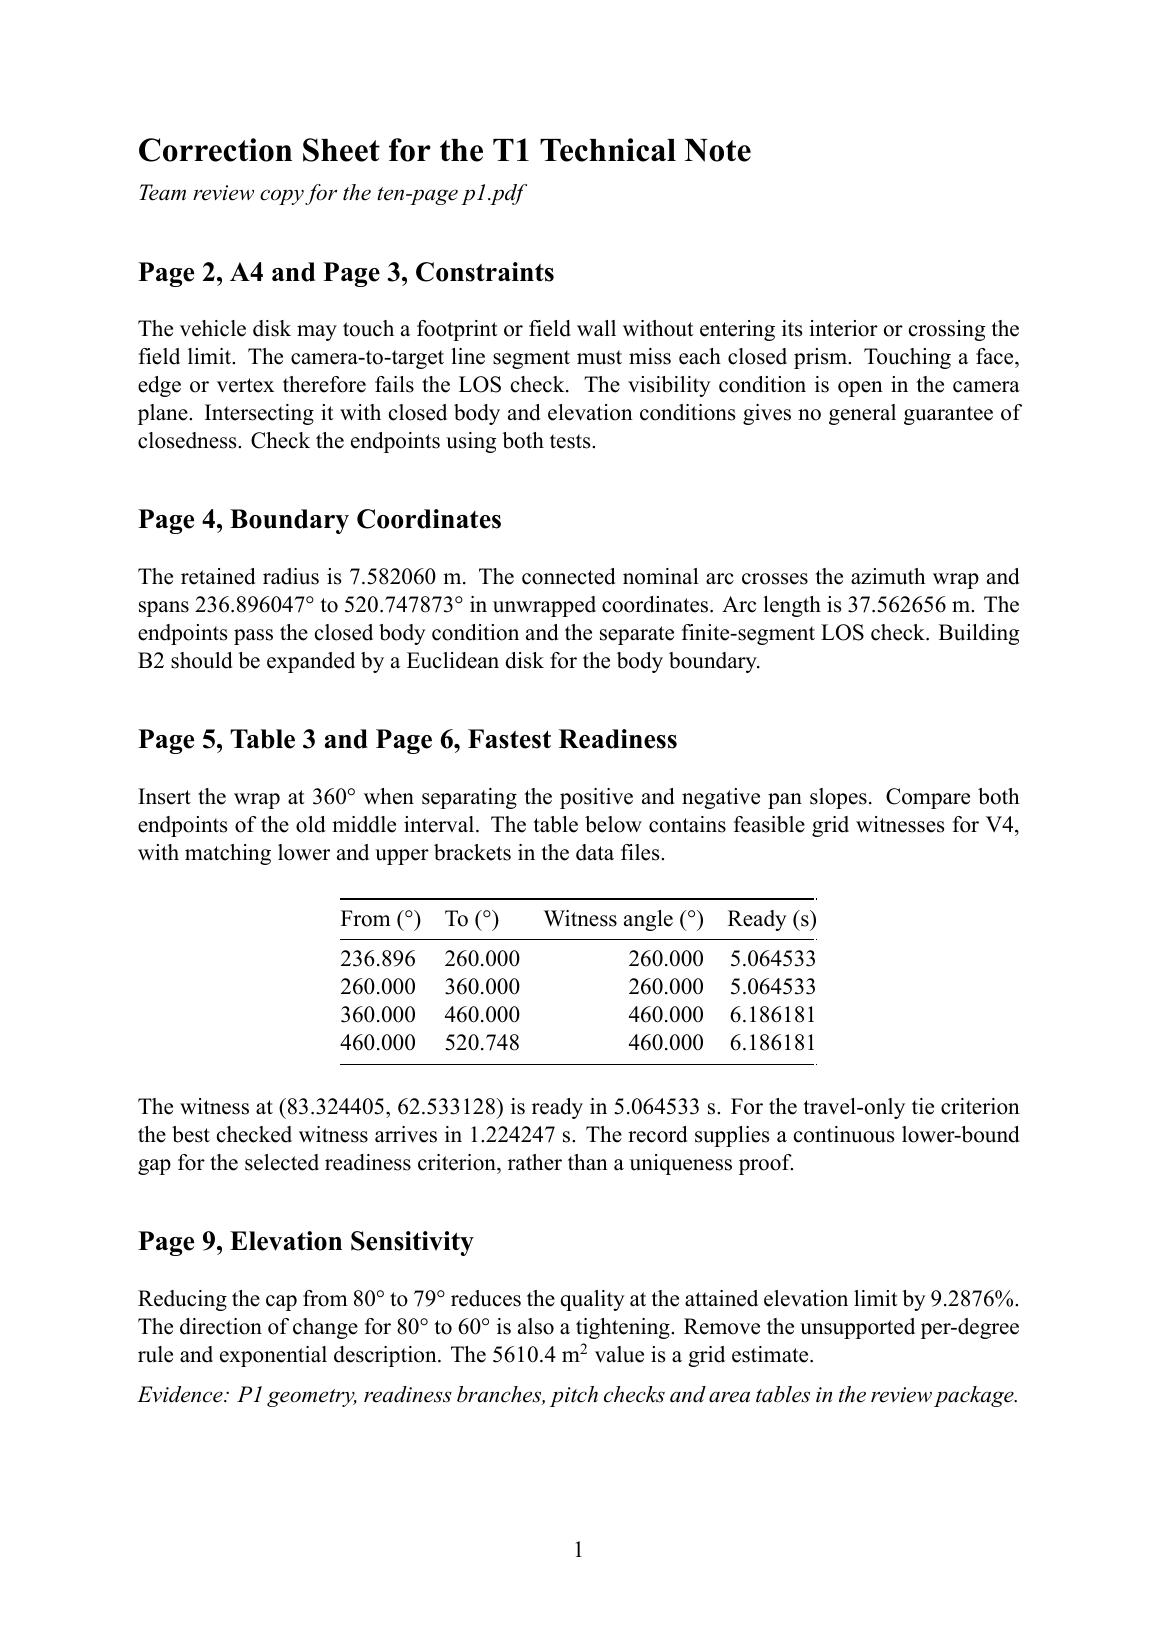 Correction Sheet for the T1 Technical Note
Team review copy for the ten-page p1.pdf
Page 2, A4 and Page 3, Constraints
The vehicle disk may touch a footprint or field wall without entering its interior or crossing the
field limit. The camera-to-target line segment must miss each closed prism. Touching a face,
edge or vertex therefore fails the LOS check. The visibility condition is open in the camera
plane. Intersecting it with closed body and elevation conditions gives no general guarantee of
closedness. Check the endpoints using both tests.
Page 4, Boundary Coordinates
The retained radius is 7.582060 m. The connected nominal arc crosses the azimuth wrap and
spans 236.896047° to 520.747873° in unwrapped coordinates. Arc length is 37.562656 m. The
endpoints pass the closed body condition and the separate finite-segment LOS check. Building
B2 should be expanded by a Euclidean disk for the body boundary.
Page 5, Table 3 and Page 6, Fastest Readiness
Insert the wrap at 360° when separating the positive and negative pan slopes. Compare both
endpoints of the old middle interval. The table below contains feasible grid witnesses for V4,
with matching lower and upper brackets in the data files.
From (°) To (°) Witness angle (°) Ready (s)
236.896 260.000 260.000 5.064533
260.000 360.000 260.000 5.064533
360.000 460.000 460.000 6.186181
460.000 520.748 460.000 6.186181
The witness at (83.324405, 62.533128) is ready in 5.064533 s. For the travel-only tie criterion
the best checked witness arrives in 1.224247 s. The record supplies a continuous lower-bound
gap for the selected readiness criterion, rather than a uniqueness proof.
Page 9, Elevation Sensitivity
Reducing the cap from 80° to 79° reduces the quality at the attained elevation limit by 9.2876%.
The direction of change for 80° to 60° is also a tightening. Remove the unsupported per-degree
rule and exponential description. The 5610.4 m² value is a grid estimate.
Evidence: P1 geometry, readiness branches, pitch checks and area tables in the review package.
1